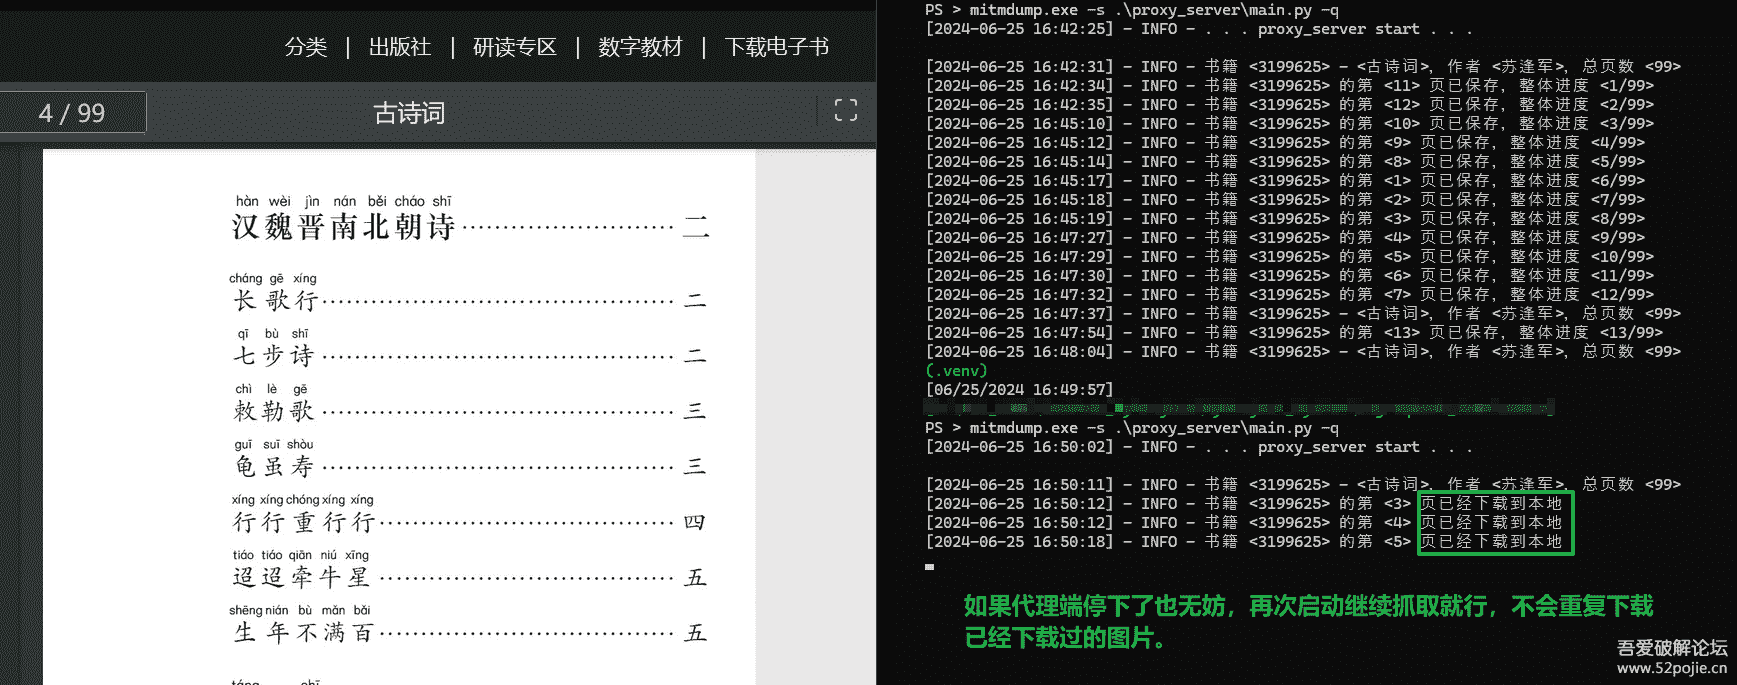 分类 | 出版社 | 研读专区 | 数字教材 | 下载电子书
4 / 99
古诗词
hàn wèi jìn nán běi cháo shī
汉魏晋南北朝诗........................ 二
cháng gē xíng
长歌行........................ 二
qī bù shī
七步诗........................ 二
chì lè gē
敕勒歌........................ 三
guī suī shòu
龟虽寿........................ 三
xíng xíng chóng xíng xíng
行行重行行........................ 四
tiáo tiáo qiān niú xīng
迢迢牵牛星........................ 五
shēng nián bù mǎn bǎi
生年不满百........................ 五
PS > mitmdump.exe -s .\proxy_server\main.py -q
[2024-06-25 16:42:25] - INFO - . . . proxy_server start . . .
[2024-06-25 16:42:31] - INFO - 书籍 <3199625> - <古诗词>, 作者 <苏逢军>, 总页数 <99>
[2024-06-25 16:42:34] - INFO - 书籍 <3199625> 的第 <11> 页已保存, 整体进度 <1/99>
[2024-06-25 16:42:35] - INFO - 书籍 <3199625> 的第 <12> 页已保存, 整体进度 <2/99>
[2024-06-25 16:45:10] - INFO - 书籍 <3199625> 的第 <10> 页已保存, 整体进度 <3/99>
[2024-06-25 16:45:12] - INFO - 书籍 <3199625> 的第 <9> 页已保存, 整体进度 <4/99>
[2024-06-25 16:45:14] - INFO - 书籍 <3199625> 的第 <8> 页已保存, 整体进度 <5/99>
[2024-06-25 16:45:17] - INFO - 书籍 <3199625> 的第 <1> 页已保存, 整体进度 <6/99>
[2024-06-25 16:45:18] - INFO - 书籍 <3199625> 的第 <2> 页已保存, 整体进度 <7/99>
[2024-06-25 16:45:19] - INFO - 书籍 <3199625> 的第 <3> 页已保存, 整体进度 <8/99>
[2024-06-25 16:47:27] - INFO - 书籍 <3199625> 的第 <4> 页已保存, 整体进度 <9/99>
[2024-06-25 16:47:29] - INFO - 书籍 <3199625> 的第 <5> 页已保存, 整体进度 <10/99>
[2024-06-25 16:47:30] - INFO - 书籍 <3199625> 的第 <6> 页已保存, 整体进度 <11/99>
[2024-06-25 16:47:32] - INFO - 书籍 <3199625> 的第 <7> 页已保存, 整体进度 <12/99>
[2024-06-25 16:47:37] - INFO - 书籍 <3199625> - <古诗词>, 作者 <苏逢军>, 总页数 <99>
[2024-06-25 16:47:54] - INFO - 书籍 <3199625> 的第 <13> 页已保存, 整体进度 <13/99>
[2024-06-25 16:48:04] - INFO - 书籍 <3199625> - <古诗词>, 作者 <苏逢军>, 总页数 <99>
(.venv)
[06/25/2024 16:49:57]
PS > mitmdump.exe -s .\proxy_server\main.py -q
[2024-06-25 16:50:02] - INFO - . . . proxy_server start . . .
[2024-06-25 16:50:11] - INFO - 书籍 <3199625> - <古诗词>, 作者 <苏逢军>, 总页数 <99>
[2024-06-25 16:50:12] - INFO - 书籍 <3199625> 的第 <3> 页已经下载到本地
[2024-06-25 16:50:12] - INFO - 书籍 <3199625> 的第 <4> 页已经下载到本地
[2024-06-25 16:50:18] - INFO - 书籍 <3199625> 的第 <5> 页已经下载到本地
如果代理端停下了也无妨，再次启动继续抓取就行，不会重复下载
已经下载过的图片。
吾爱破解论坛
www.52pojie.cn